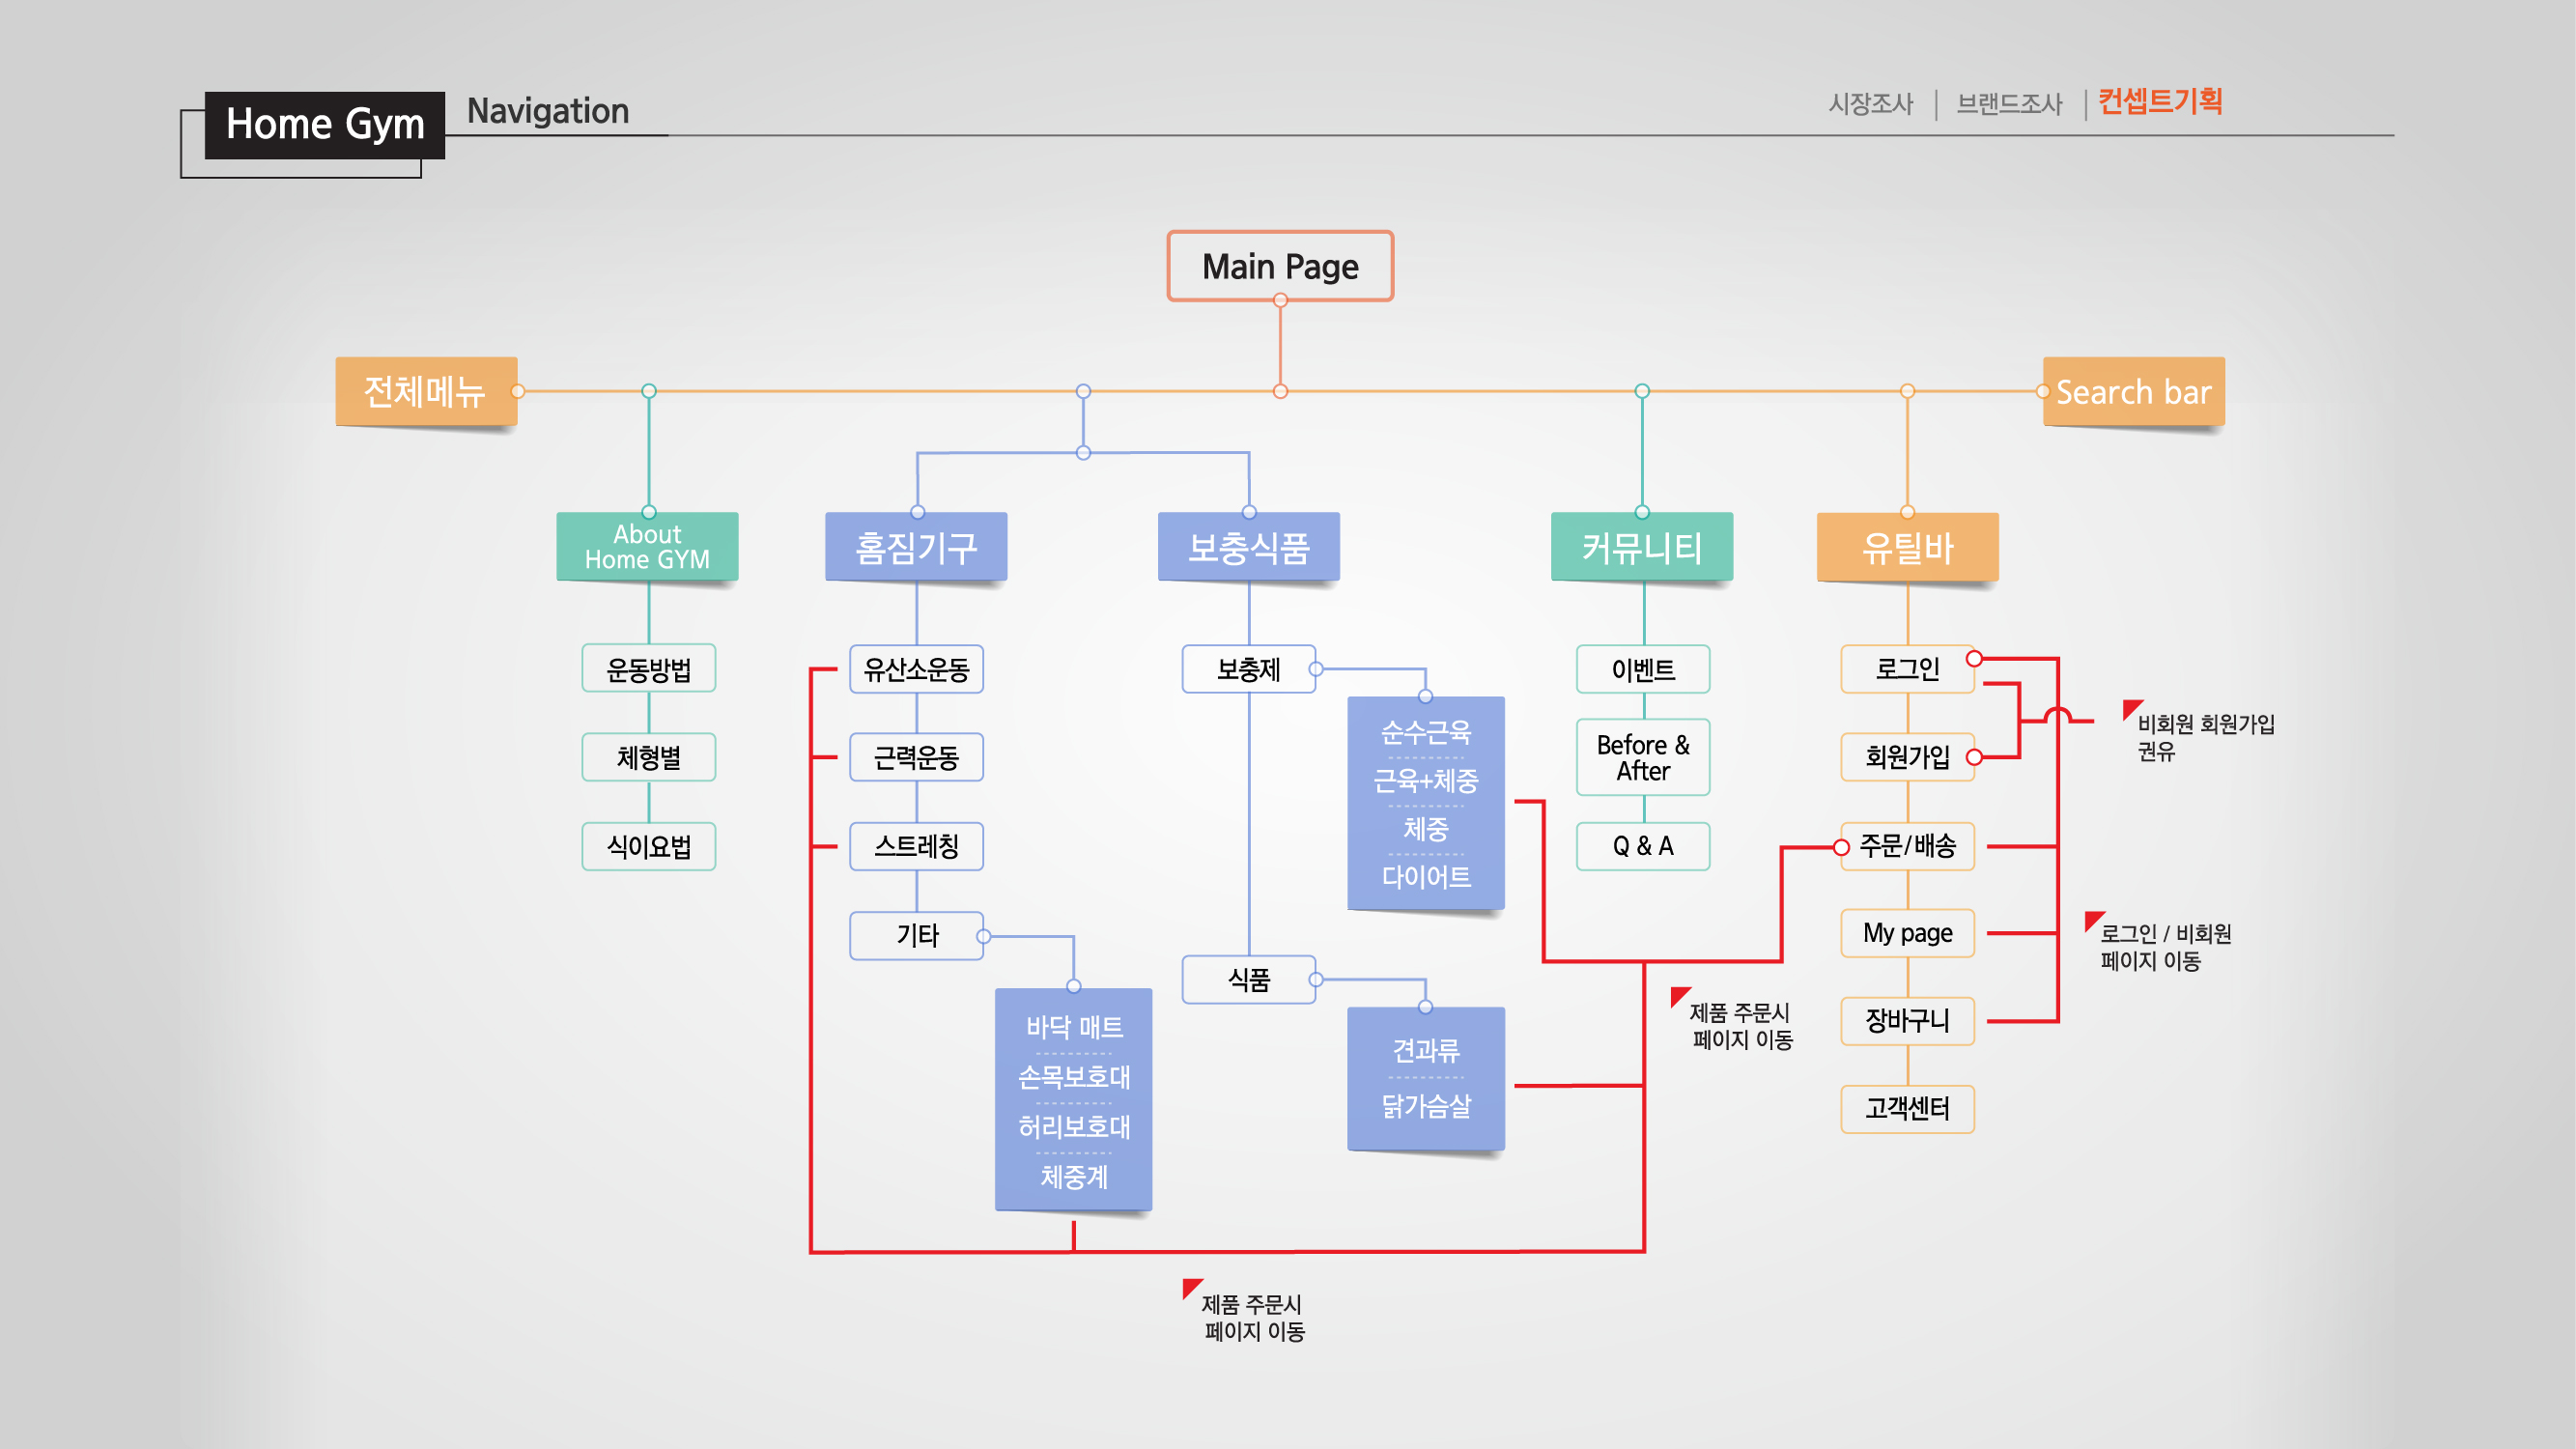 Home Gym
Navigation
시장조사
브랜드조사
컨셉트기획
Main Page
전체메뉴
Search bar
About
Home GYM
운동방법
체형별
식이요법
홈짐기구
유산소운동
근력운동
스트레칭
기타
바닥 매트
손목보호대
허리보호대
체중계
보충식품
보충제
순수근육
근육+체중
체중
다이어트
식품
견과류
닭가슴살
커뮤니티
이벤트
Before &
After
Q & A
유틸바
로그인
회원가입
주문/배송
My page
장바구니
고객센터
비회원 회원가입
권유
로그인 / 비회원
페이지 이동
제품 주문시
페이지 이동
제품 주문시
페이지 이동